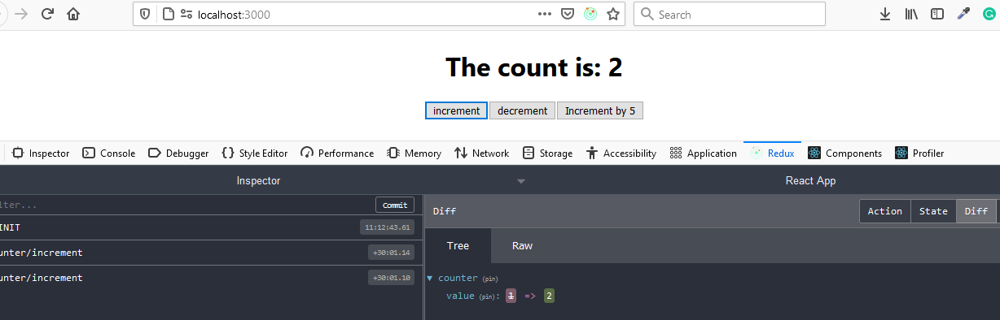 localhost:3000
Search
The count is: 2
increment decrement Increment by 5
Inspector Console Debugger Style Editor Performance Memory Network Storage Accessibility Application Redux Components Profiler
Inspector React App
lter... Commit
Diff Action State Diff
INIT 11:12:43.61
Tree Raw
unter/increment +30:01.14
unter/increment +30:01.10
counter (pin)
value (pin): 1 => 2